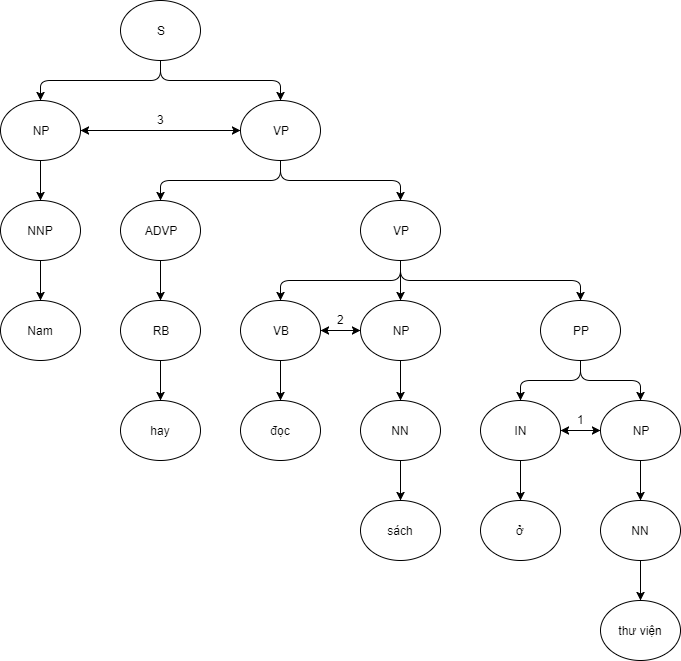 S
3
NP
VP
NNP
ADVP
VP
Nam
RB
VB
2
NP
PP
hay
đọc
NN
IN
1
NP
sách
ở
NN
thư viện